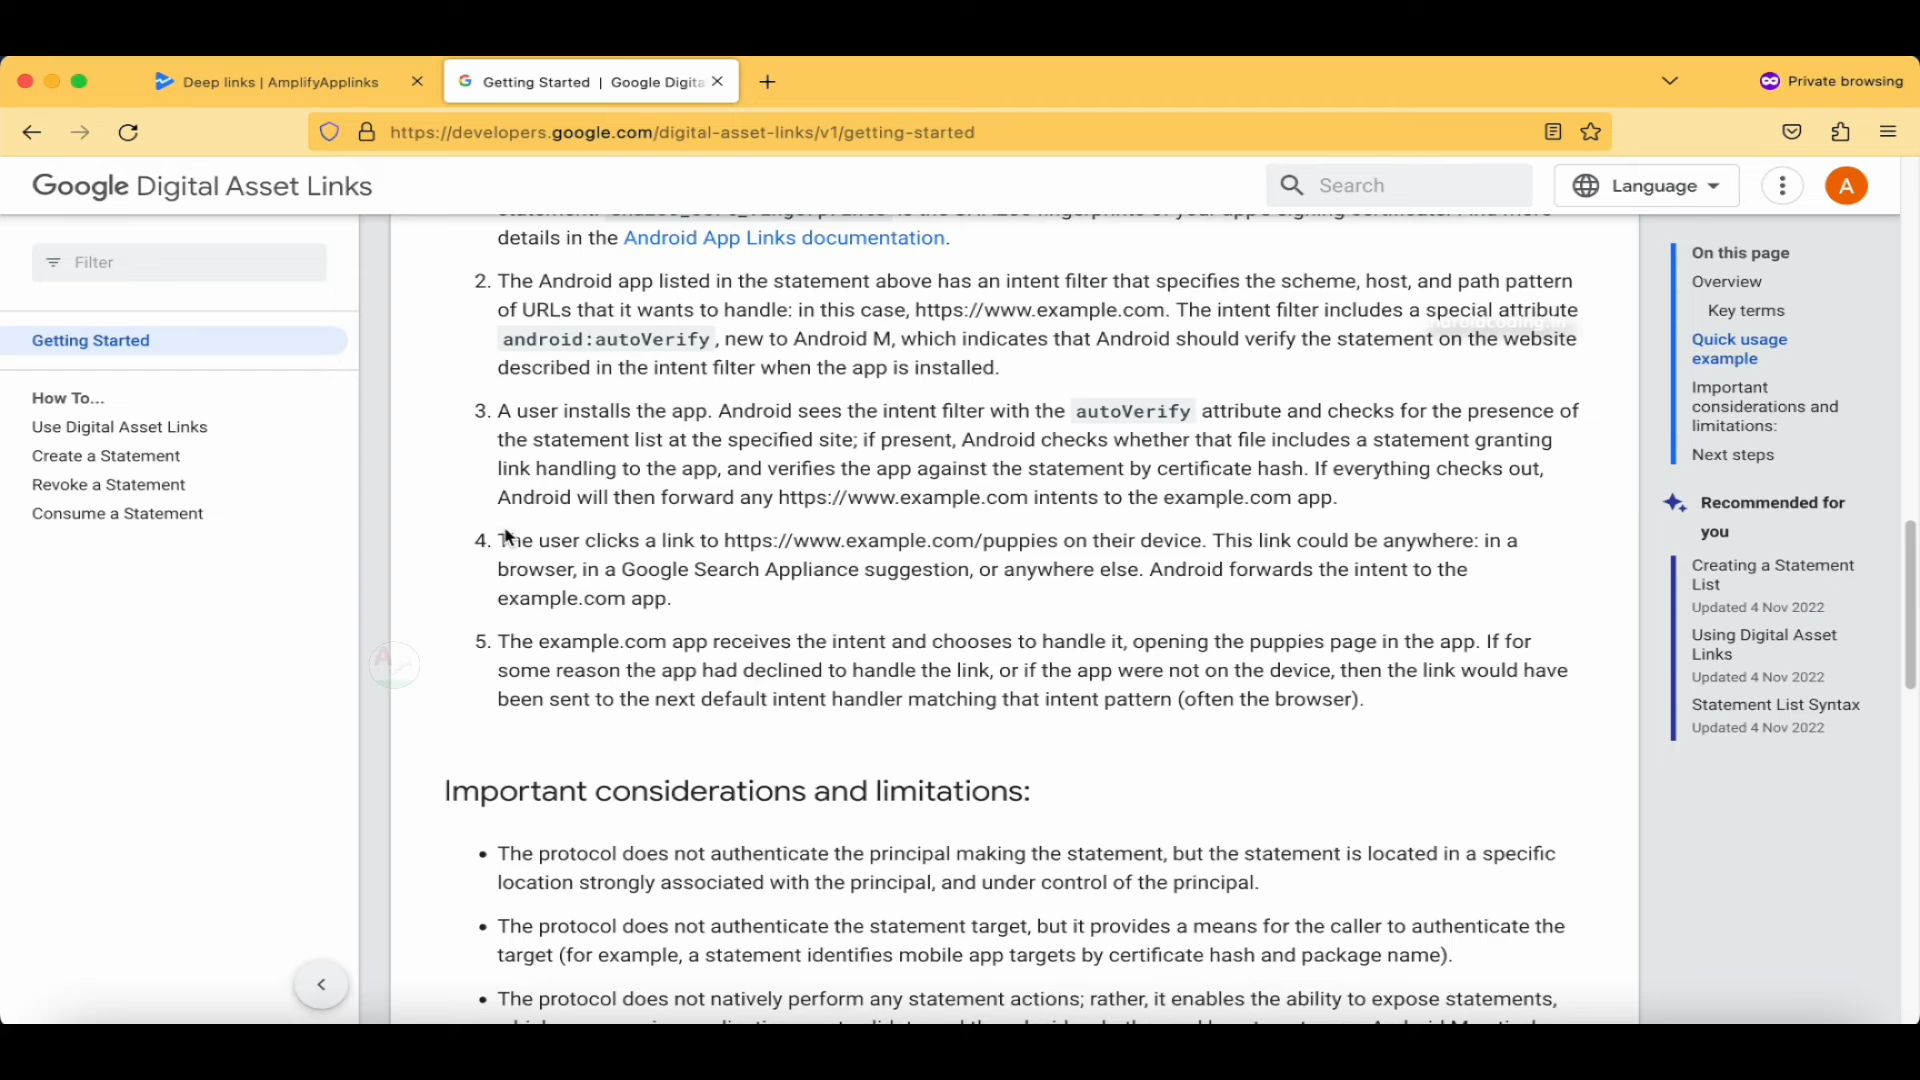 Deep links | AmplifyApplinks
Getting Started | Google Digita
Private browsing
https://developers.google.com/digital-asset-links/v1/getting-started
Google Digital Asset Links
Search
Language
A
Filter
Getting Started
How To...
Use Digital Asset Links
Create a Statement
Revoke a Statement
Consume a Statement
details in the Android App Links documentation.
2. The Android app listed in the statement above has an intent filter that specifies the scheme, host, and path pattern
of URLs that it wants to handle: in this case, https://www.example.com. The intent filter includes a special attribute
android:autoVerify, new to Android M, which indicates that Android should verify the statement on the website
described in the intent filter when the app is installed.
3. A user installs the app. Android sees the intent filter with the autoVerify attribute and checks for the presence of
the statement list at the specified site; if present, Android checks whether that file includes a statement granting
link handling to the app, and verifies the app against the statement by certificate hash. If everything checks out,
Android will then forward any https://www.example.com intents to the example.com app.
4. The user clicks a link to https://www.example.com/puppies on their device. This link could be anywhere: in a
browser, in a Google Search Appliance suggestion, or anywhere else. Android forwards the intent to the
example.com app.
5. The example.com app receives the intent and chooses to handle it, opening the puppies page in the app. If for
some reason the app had declined to handle the link, or if the app were not on the device, then the link would have
been sent to the next default intent handler matching that intent pattern (often the browser).
Important considerations and limitations:
• The protocol does not authenticate the principal making the statement, but the statement is located in a specific
location strongly associated with the principal, and under control of the principal.
• The protocol does not authenticate the statement target, but it provides a means for the caller to authenticate the
target (for example, a statement identifies mobile app targets by certificate hash and package name).
• The protocol does not natively perform any statement actions; rather, it enables the ability to expose statements,
On this page
Overview
Key terms
Quick usage
example
Important
considerations and
limitations:
Next steps
Recommended for
you
Creating a Statement
List
Updated 4 Nov 2022
Using Digital Asset
Links
Updated 4 Nov 2022
Statement List Syntax
Updated 4 Nov 2022